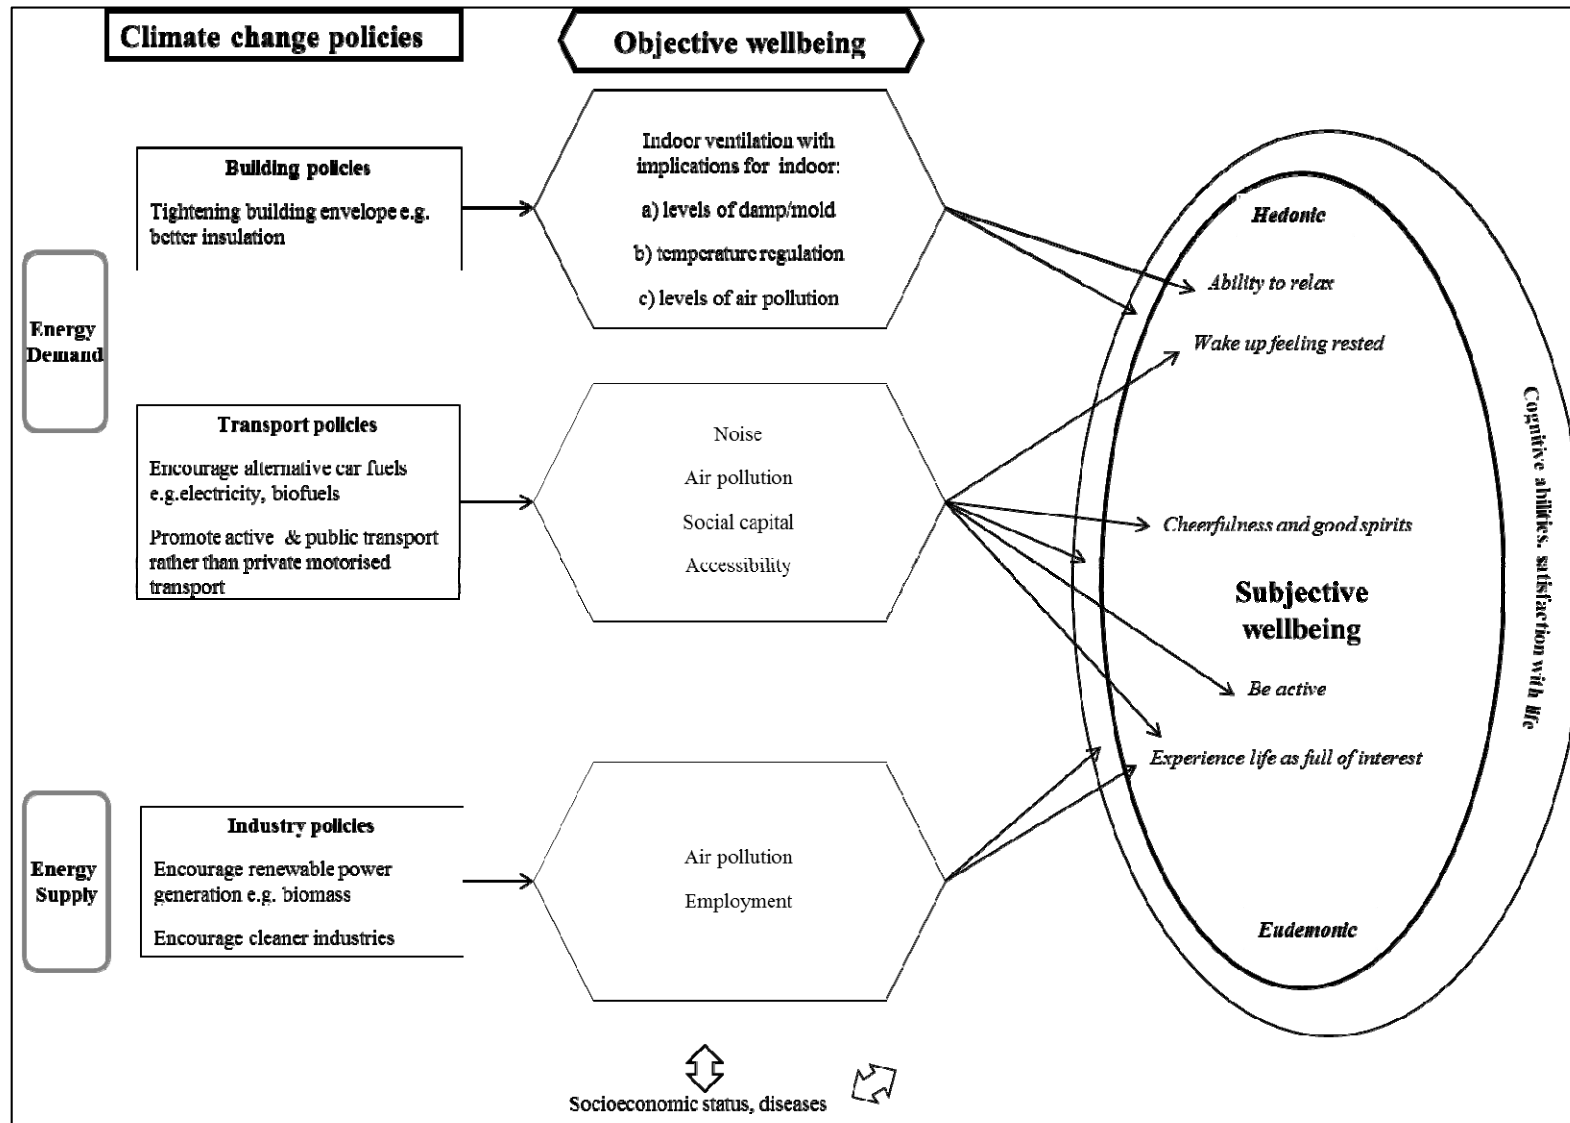 Climate change policies
Objective wellbeing
Energy
Demand
Building policies
Tightening building envelope e.g.
better insulation
Indoor ventilation with
implications for indoor:
a) levels of damp/mold
b) temperature regulation
c) levels of air pollution
Transport policies
Encourage alternative car fuels
e.g.electricity, biofuels
Promote active & public transport
rather than private motorised
transport
Noise
Air pollution
Social capital
Accessibility
Energy
Supply
Industry policies
Encourage renewable power
generation e.g. biomass
Encourage cleaner industries
Air pollution
Employment
Hedonic
Ability to relax
Wake up feeling rested
Cheerfulness and good spirits
Subjective
wellbeing
Be active
Experience life as full of interest
Eudemonic
Cognitive abilities, satisfaction with life
Socioeconomic status, diseases